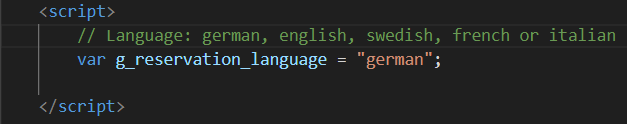 <script>
// Language: german, english, swedish, french or italian
var g_reservation_language = "german";
</script>